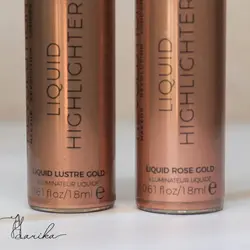 LIQUID
HIGHLIGHTER
LIQUID LUSTRE GOLD
ILLUMINATEUR LIQUIDE
0.61 fl.oz/18ml e
LIQUID
HIGHLIGHTER
LIQUID ROSE GOLD
ILLUMINATEUR LIQUIDE
0.61 fl.oz/18ml e